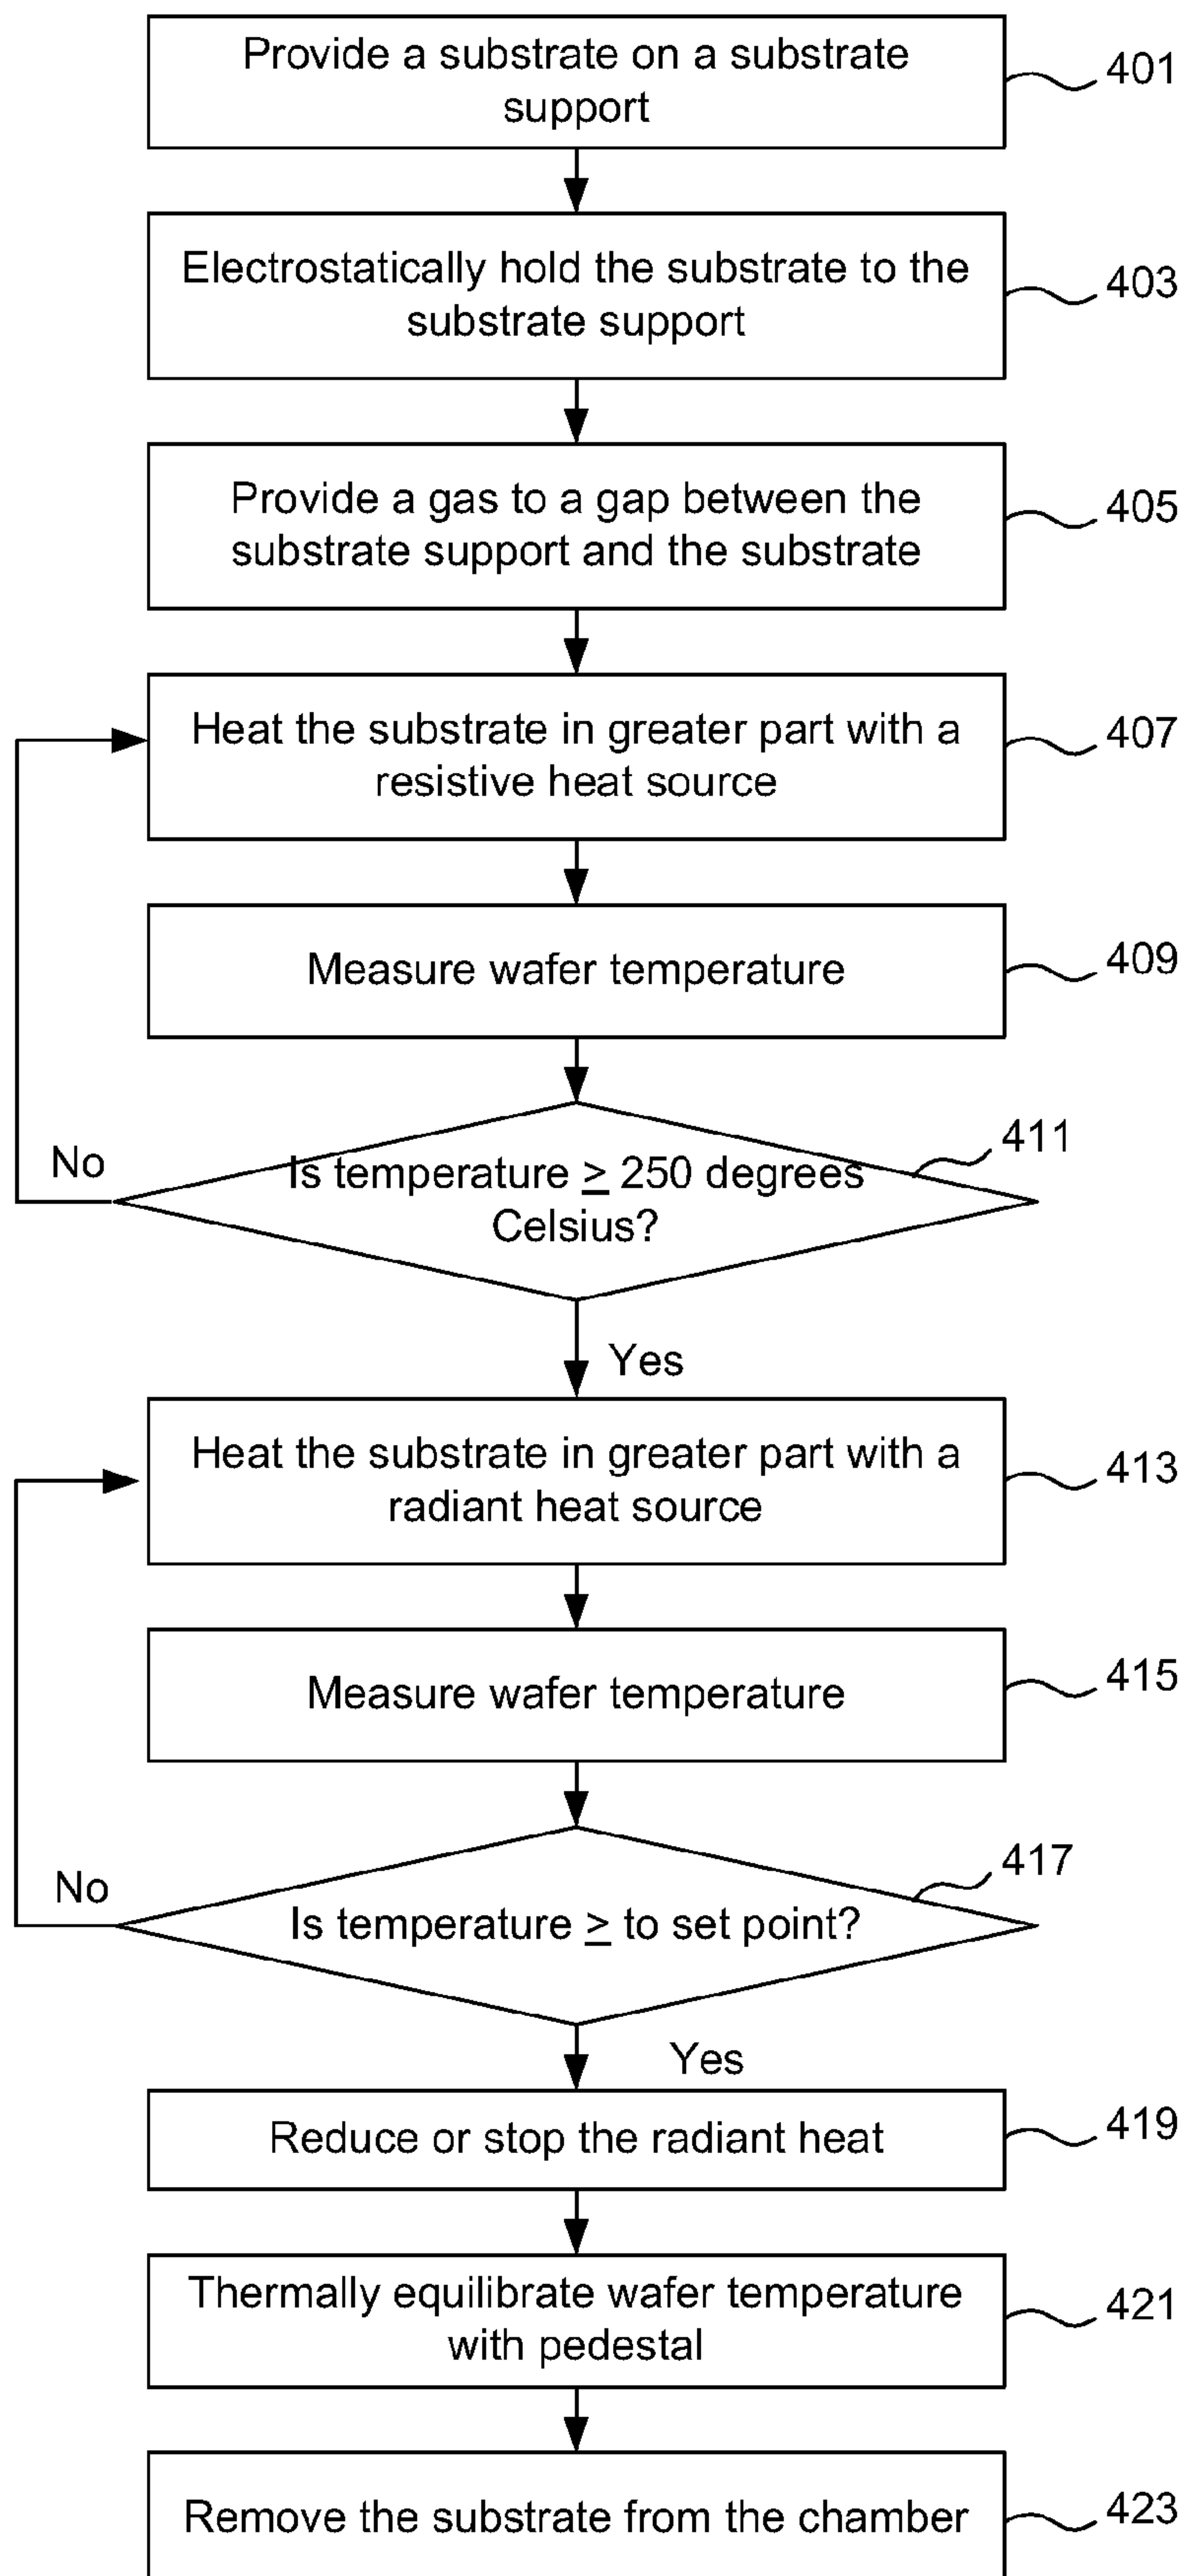 Provide a substrate on a substrate
support
401
Electrostatically hold the substrate to the
substrate support
403
Provide a gas to a gap between the
substrate support and the substrate
405
Heat the substrate in greater part with a
resistive heat source
407
Measure wafer temperature
409
411
No
Is temperature ≥ 250 degrees
Celsius?
Yes
Heat the substrate in greater part with a
radiant heat source
413
Measure wafer temperature
415
417
No
Is temperature ≥ to set point?
Yes
Reduce or stop the radiant heat
419
Thermally equilibrate wafer temperature
with pedestal
421
Remove the substrate from the chamber
423